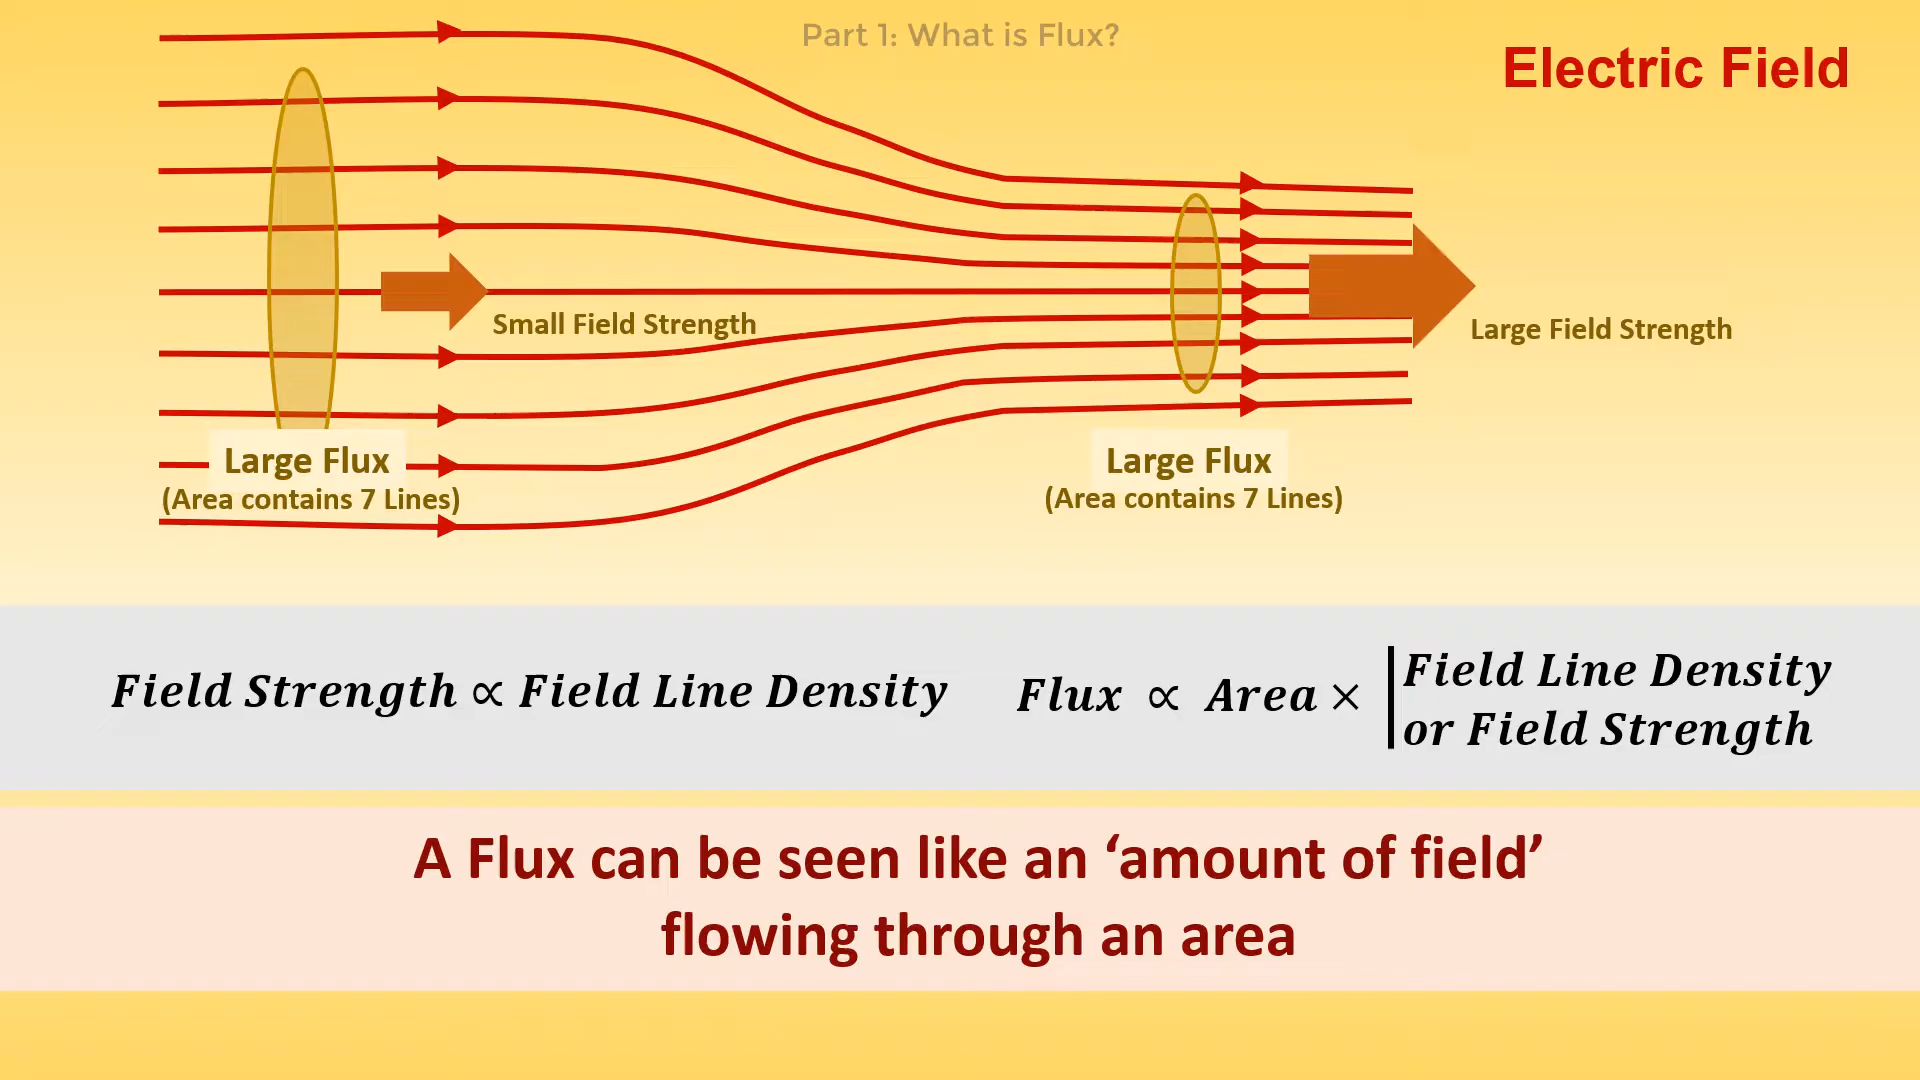 Part 1: What is Flux?
Electric Field
Small Field Strength
Large Field Strength
Large Flux
(Area contains 7 Lines)
Large Flux
(Area contains 7 Lines)
Field Strength ∝ Field Line Density
Flux ∝ Area × | Field Line Density
or Field Strength
A Flux can be seen like an ‘amount of field’
flowing through an area